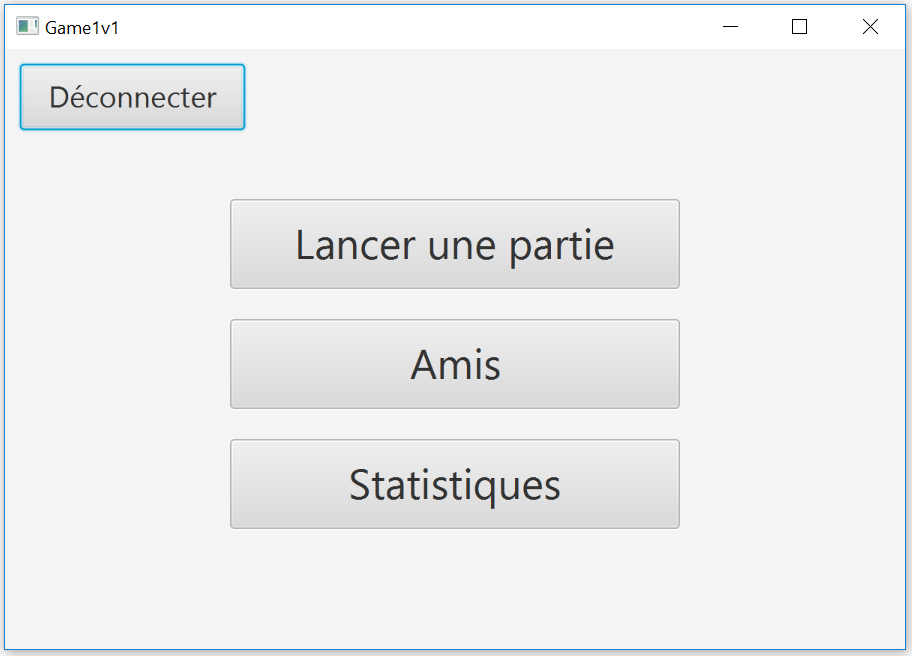 Game1v1
Déconnecter
Lancer une partie
Amis
Statistiques